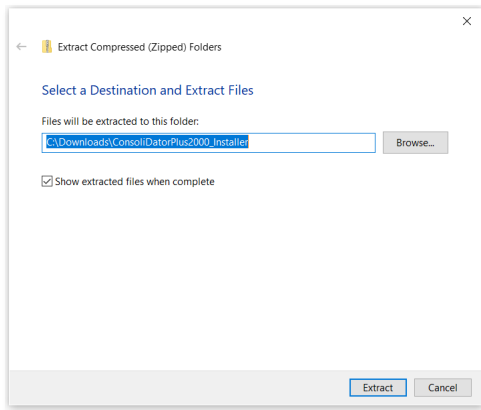 Extract Compressed (Zipped) Folders
Select a Destination and Extract Files
Files will be extracted to this folder:
C:\Downloads\ConsoliDatorPlus2000_Installer
Browse...
Show extracted files when complete
Extract
Cancel